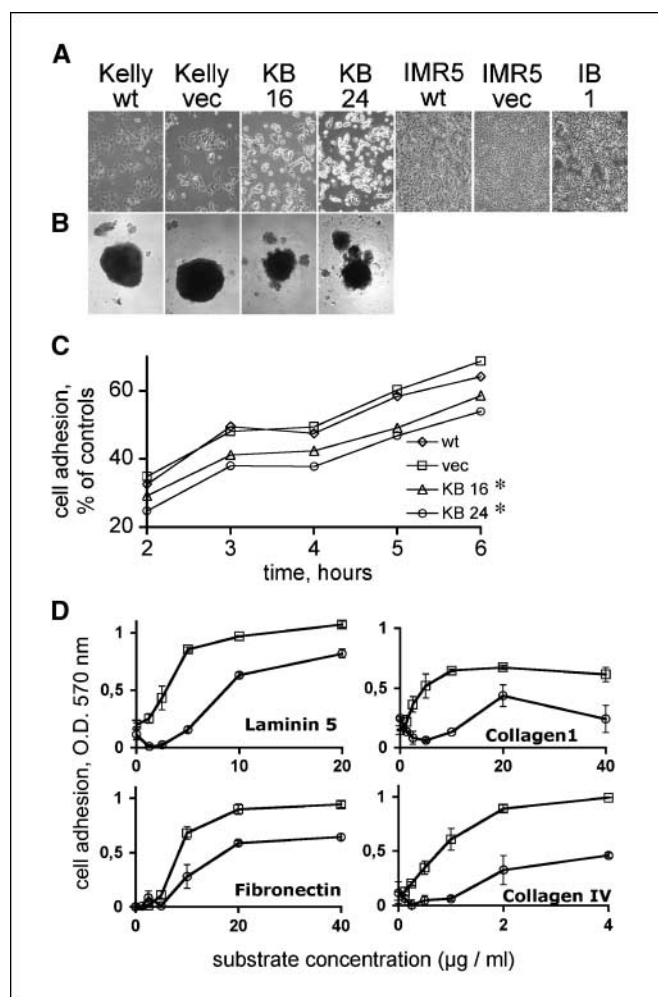 A
Kelly wt
Kelly vec
KB 16
KB 24
IMR5 wt
IMR5 vec
IB 1
B
C
cell adhesion, % of controls
60
40
20
2 3 4 5 6
wt
vec
KB 16 *
KB 24 *
time, hours
D
cell adhesion, O.D. 570 nm
1
0,5
0
Laminin 5
0 10 20
1
0,5
0
Collagen1
0 20 40
1
0,5
0
Fibronectin
0 20 40
1
0,5
0
Collagen IV
0 2 4
substrate concentration (µg / ml)